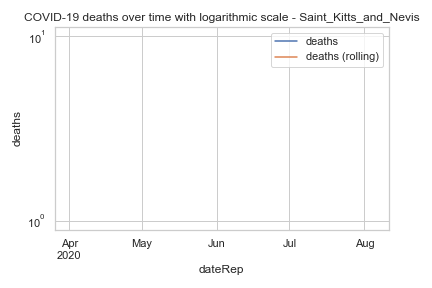 COVID-19 deaths over time with logarithmic scale - Saint_Kitts_and_Nevis
deaths
deaths (rolling)
10¹
deaths
10⁰
Apr May Jun Jul Aug
2020
dateRep